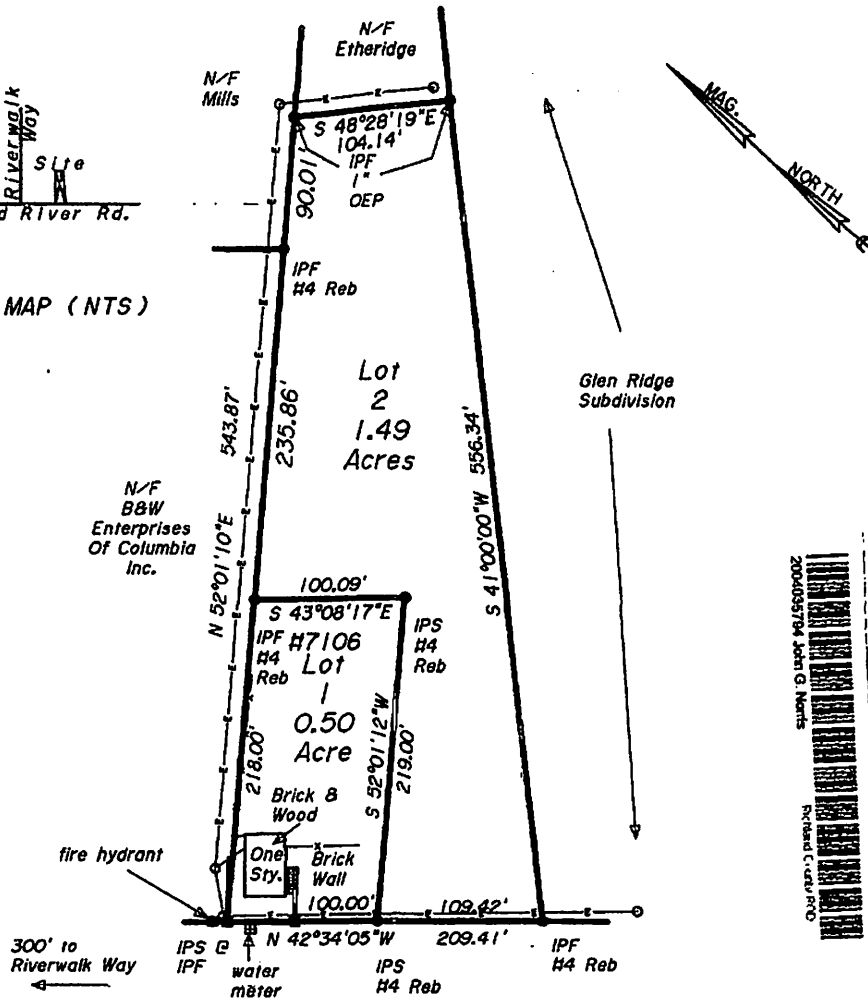 N/F
Etheridge
N/F
Mills
MAG.
NORTH
Riverwalk
Way
Site
River Rd.
S 48°28'19"E
104.14'
IPF
1"
OEP
90.01'
IPF
#4 Reb
MAP (NTS)
Lot
2
1.49
Acres
Glen Ridge
Subdivision
543.87'
235.86'
556.34'
N/F
B&W
Enterprises
Of Columbia
Inc.
N 52°01'10"E
S 41°00'00"W
100.09'
S 43°08'17"E
IPF
#4
Reb
#7106
Lot
1
0.50
Acre
IPS
#4
Reb
218.00'
S 52°01'12"W
219.00'
Brick &
Wood
One
Sty.
Brick
Wall
fire hydrant
100.00'
109.42'
N 42°34'05"W
209.41'
300' to
Riverwalk Way
IPS @
IPF
water
meter
IPS
#4 Reb
IPF
#4 Reb
2004035794 John G. Norris